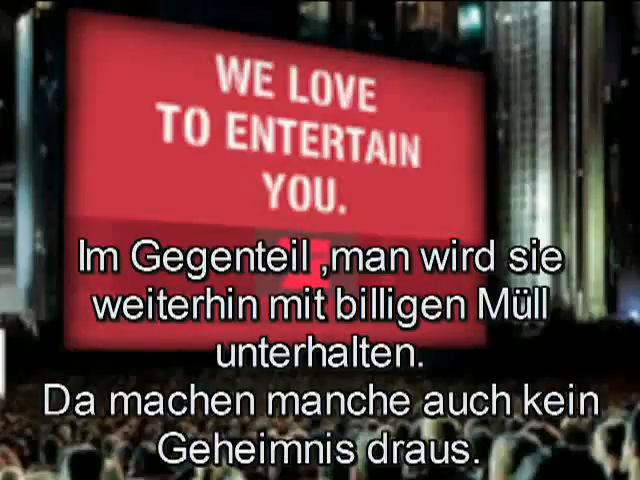 WE LOVE
TO ENTERTAIN
YOU.
Im Gegenteil ,man wird sie
weiterhin mit billigen Müll
unterhalten.
Da machen manche auch kein
Geheimnis draus.